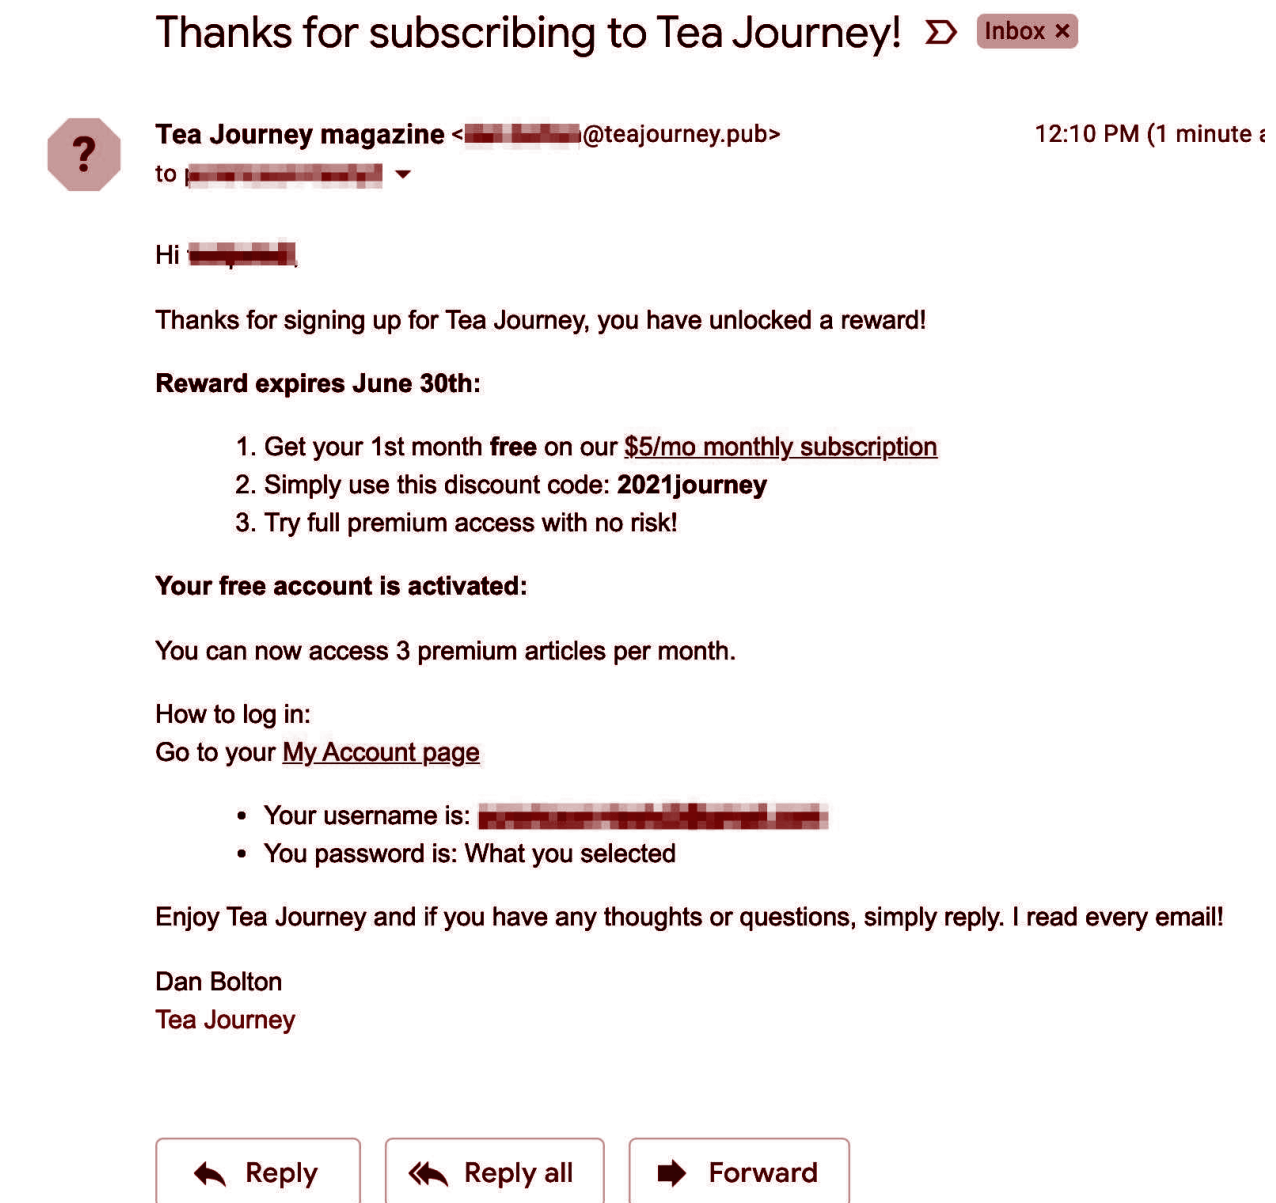 Thanks for subscribing to Tea Journey! Inbox ×
?
Tea Journey magazine < @teajourney.pub> 12:10 PM (1 minute a
to
Hi
Thanks for signing up for Tea Journey, you have unlocked a reward!
Reward expires June 30th:
1. Get your 1st month free on our $5/mo monthly subscription
2. Simply use this discount code: 2021journey
3. Try full premium access with no risk!
Your free account is activated:
You can now access 3 premium articles per month.
How to log in:
Go to your My Account page
• Your username is:
• You password is: What you selected
Enjoy Tea Journey and if you have any thoughts or questions, simply reply. I read every email!
Dan Bolton
Tea Journey
Reply Reply all Forward